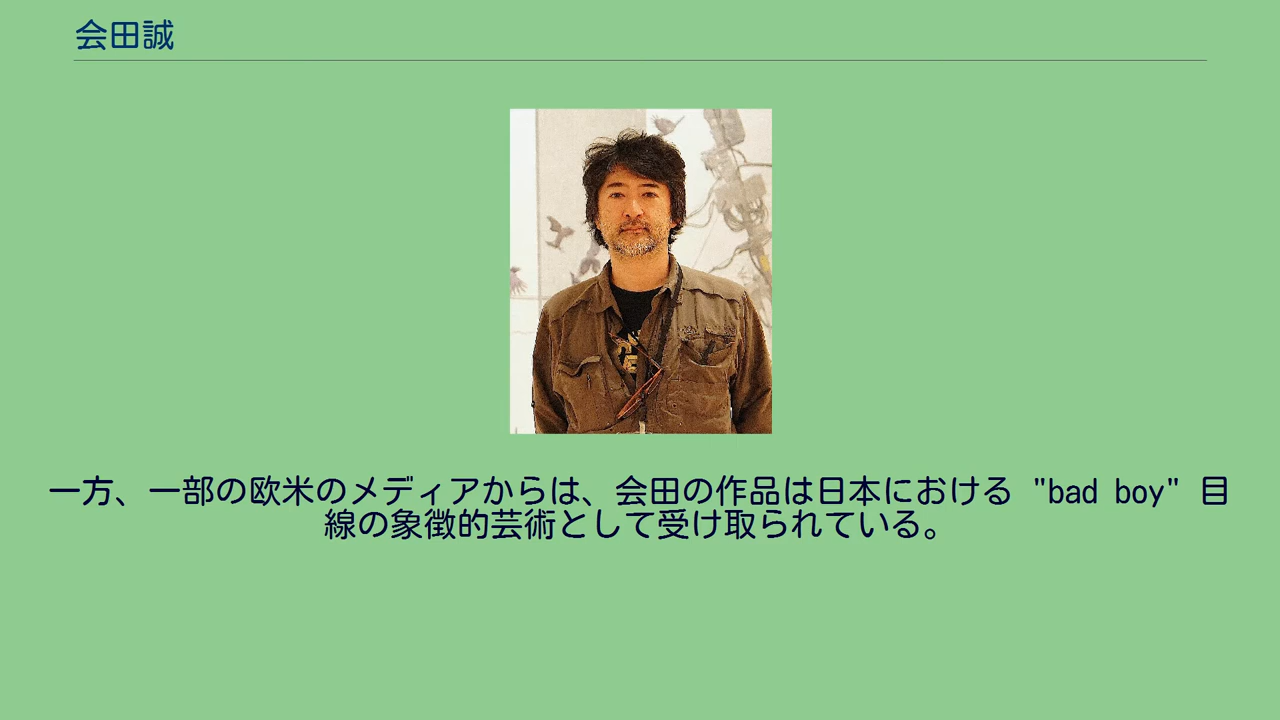 会田誠
一方、一部の欧米のメディアからは、会田の作品は日本における "bad boy" 目
線の象徴的芸術として受け取られている。